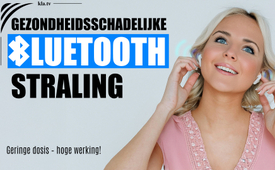 kla.tv
GEZONDHEIDSSCHADELIJKE
BLUETOOTH
STRALING
Geringe dosis – hoge werking!